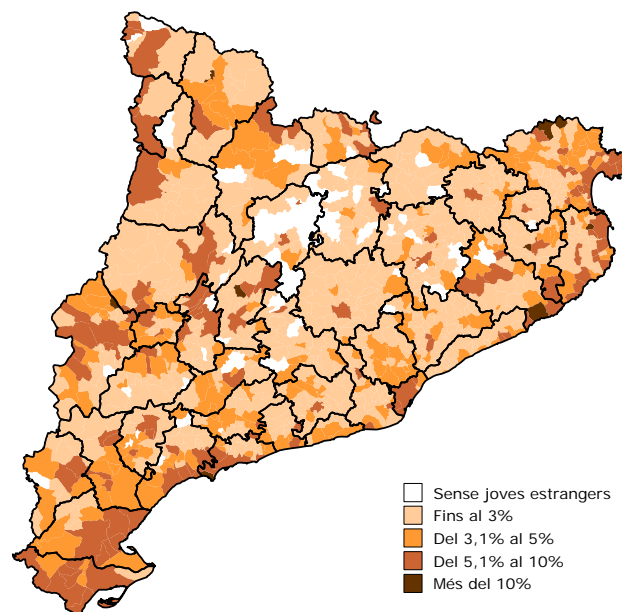 Sense joves estrangers
Fins al 3%
Del 3,1% al 5%
Del 5,1% al 10%
Més del 10%